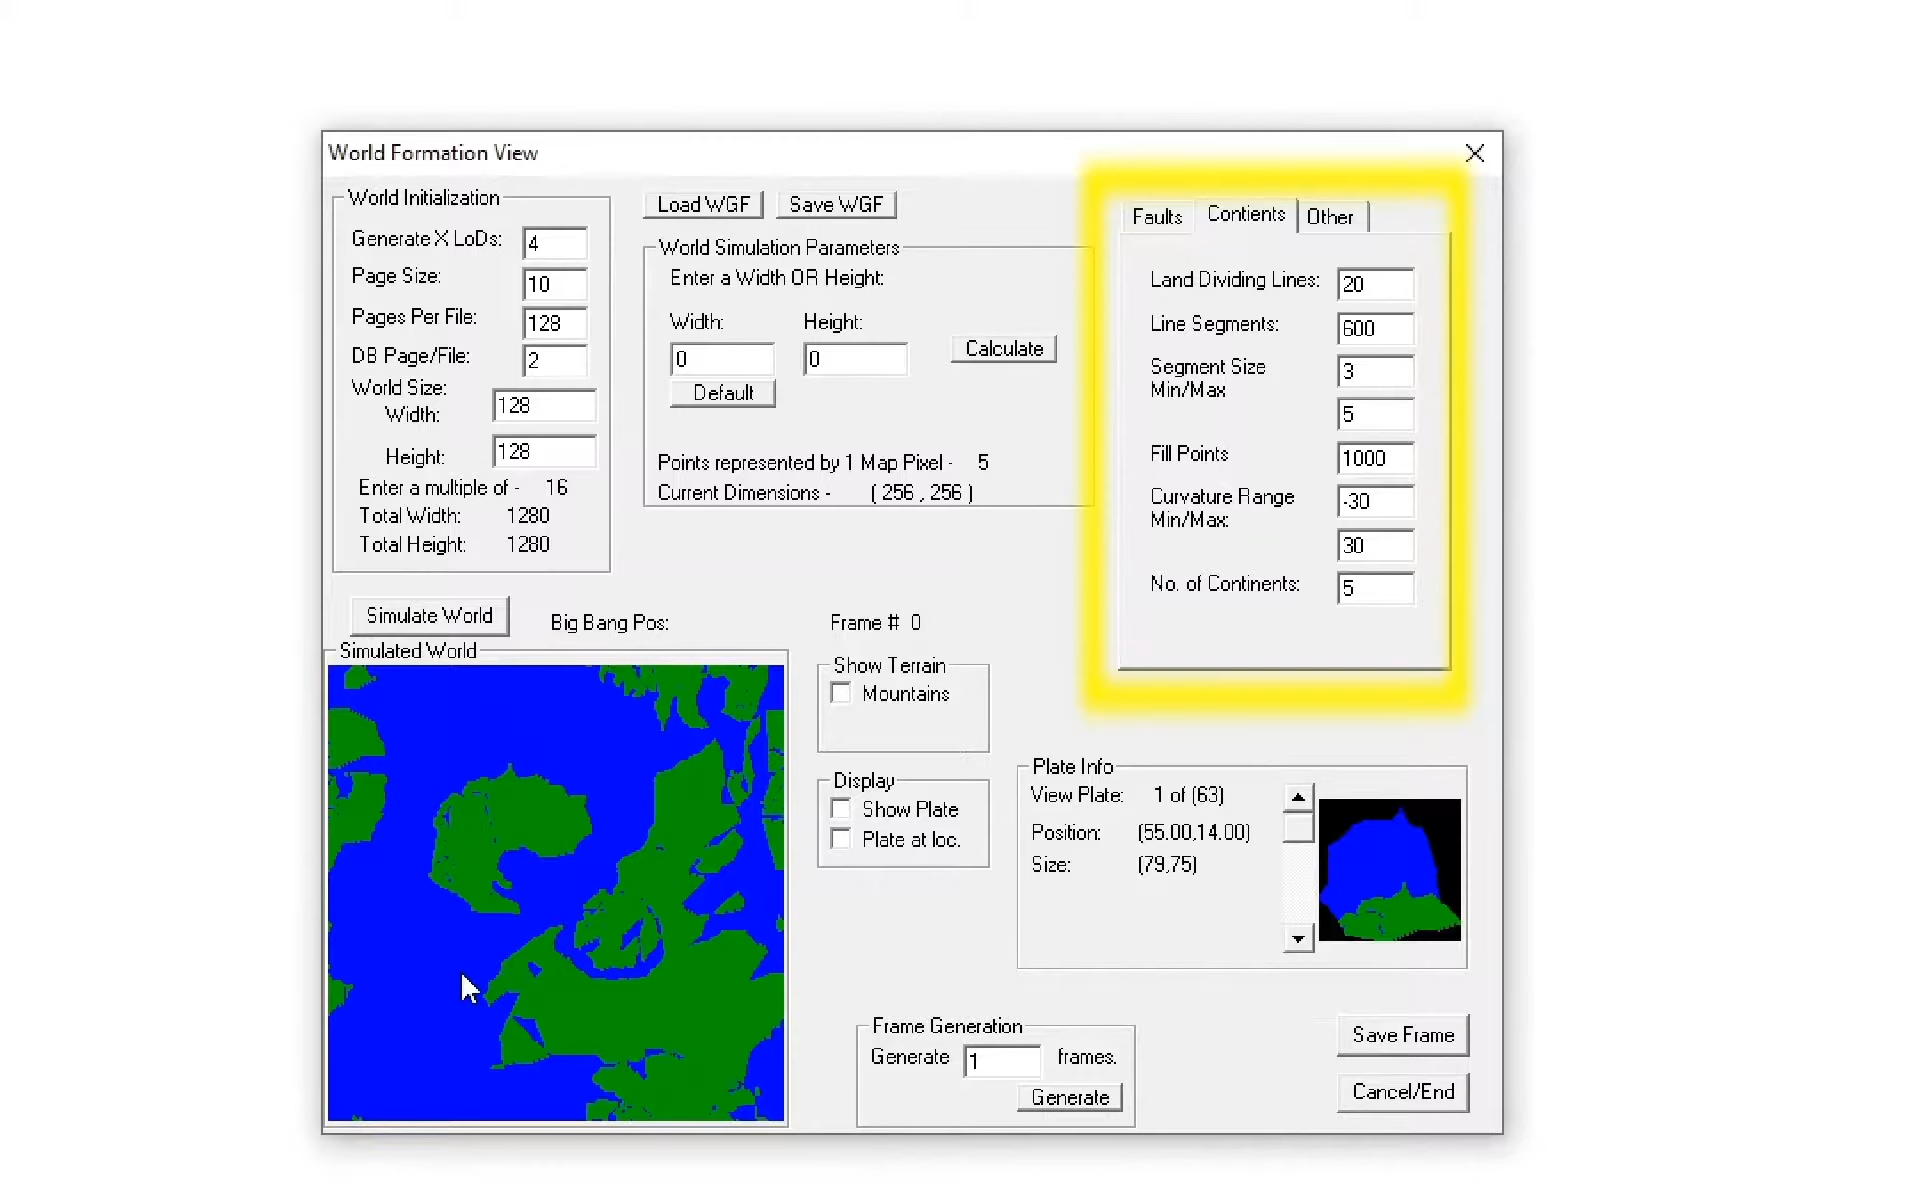 World Formation View
World Initialization
Generate X LoDs: 4
Page Size: 10
Pages Per File: 128
DB Page/File: 2
World Size:
Width: 128
Height: 128
Enter a multiple of - 16
Total Width: 1280
Total Height: 1280
Load WGF Save WGF
World Simulation Parameters
Enter a Width OR Height:
Width: Height:
0 0 Calculate
Default
Points represented by 1 Map Pixel - 5
Current Dimensions - ( 256 , 256 )
Faults Contients Other
Land Dividing Lines: 20
Line Segments: 600
Segment Size 3
Min/Max
5
Fill Points 1000
Curvature Range -30
Min/Max:
30
No. of Continents: 5
Simulate World Big Bang Pos: Frame # 0
Simulated World
Show Terrain
Mountains
Display
Show Plate
Plate at loc.
Plate Info
View Plate: 1 of (63)
Position: (55.00,14.00)
Size: (79,75)
Frame Generation
Generate 1 frames.
Generate
Save Frame
Cancel/End